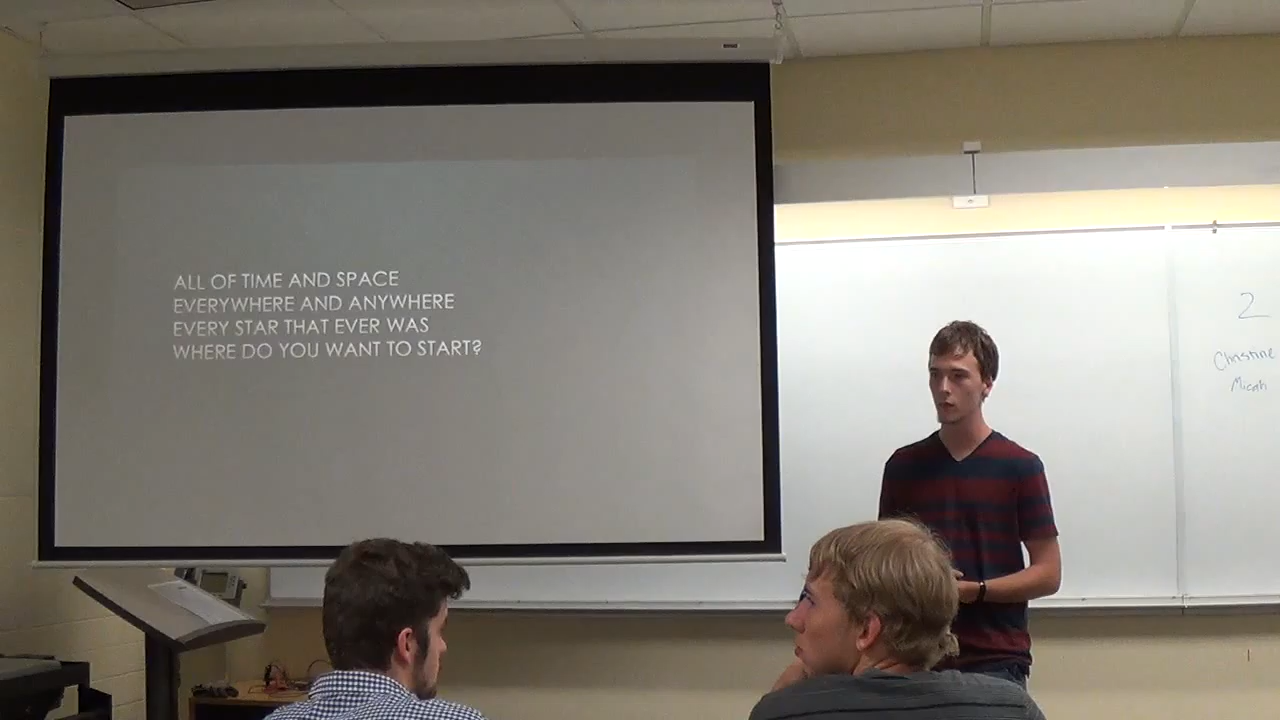 ALL OF TIME AND SPACE
EVERYWHERE AND ANYWHERE
EVERY STAR THAT EVER WAS
WHERE DO YOU WANT TO START?
2
Christine
Micah